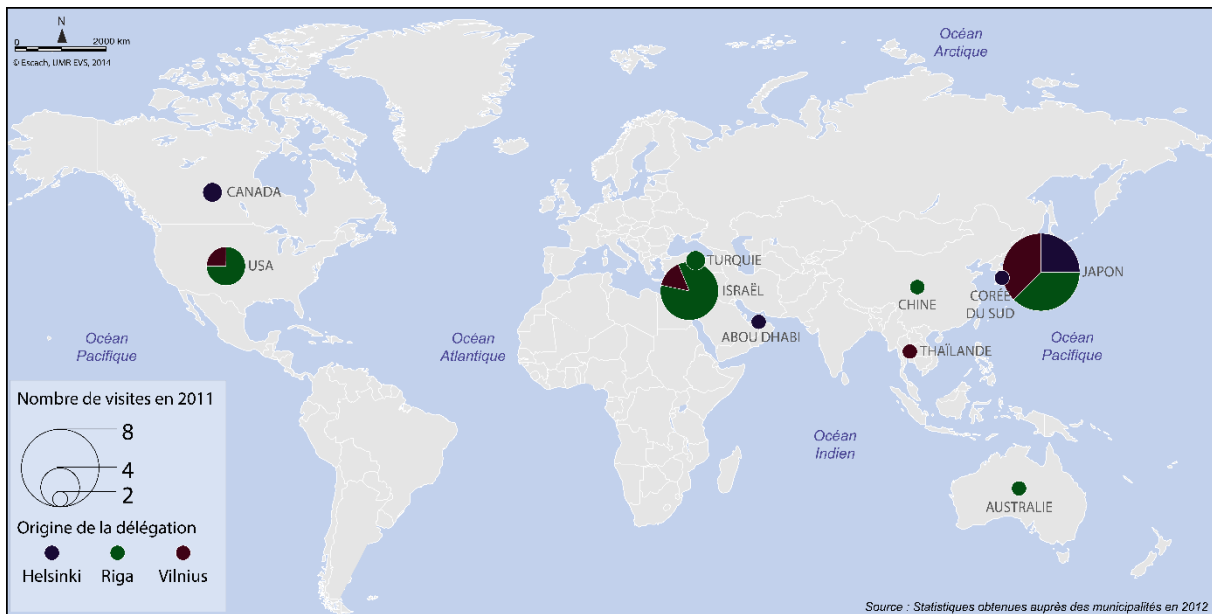 N
0 2000 km
© Escach, UMR EVS, 2014
Océan
Arctique
CANADA
USA
TURQUIE
ISRAËL
ABOU DHABI
CHINE
CORÉE
DU SUD
JAPON
THAÏLANDE
Océan
Pacifique
Océan
Atlantique
Océan
Pacifique
Océan
Indien
AUSTRALIE
Nombre de visites en 2011
8
4
2
Origine de la délégation
Helsinki Riga Vilnius
Source : Statistiques obtenues auprès des municipalités en 2012